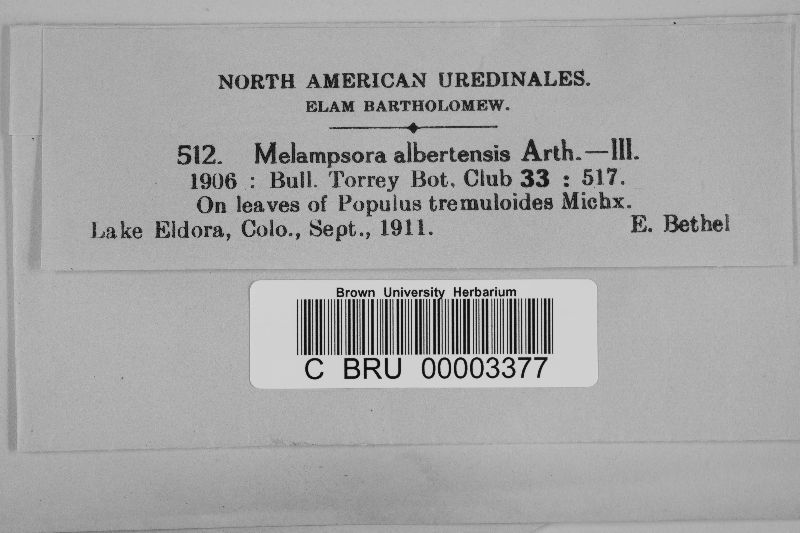 NORTH AMERICAN UREDINALES.
ELAM BARTHOLOMEW.
512. Melampsora albertensis Arth.—III.
1906 : Bull. Torrey Bot. Club 33 : 517.
On leaves of Populus tremuloides Michx.
Lake Eldora, Colo., Sept., 1911. E. Bethel
Brown University Herbarium
C BRU 00003377